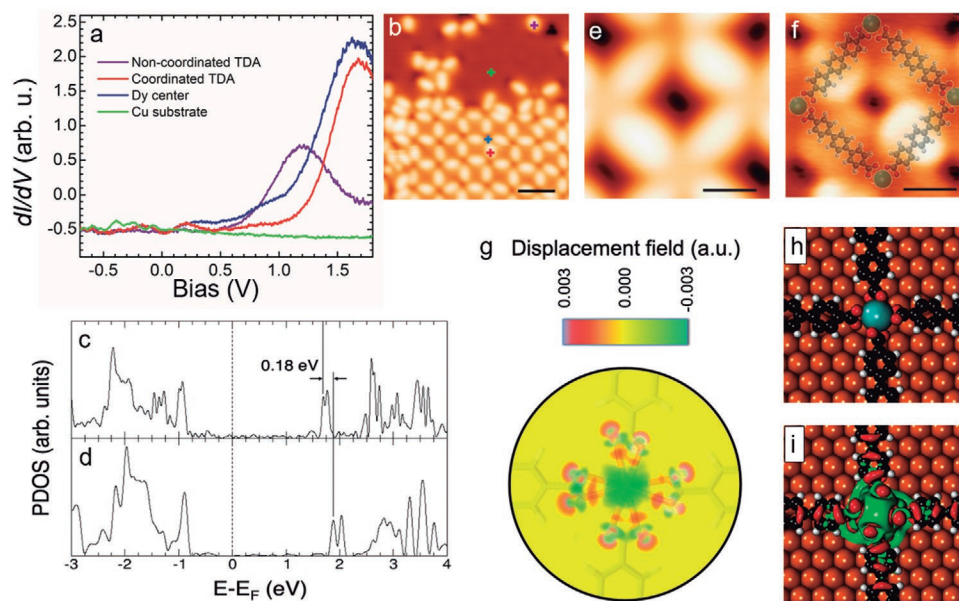 a
Non-coordinated TDA
Coordinated TDA
Dy center
Cu substrate
dI/dV (arb. u.)
2.5
2.0
1.5
1.0
0.5
0.0
-0.5
-0.5 0.0 0.5 1.0 1.5
Bias (V)
b
e
f
c
0.18 eV
d
PDOS (arb. units)
-3 -2 -1 0 1 2 3 4
E-EF (eV)
g
Displacement field (a.u.)
0.003
0.000
-0.003
h
i